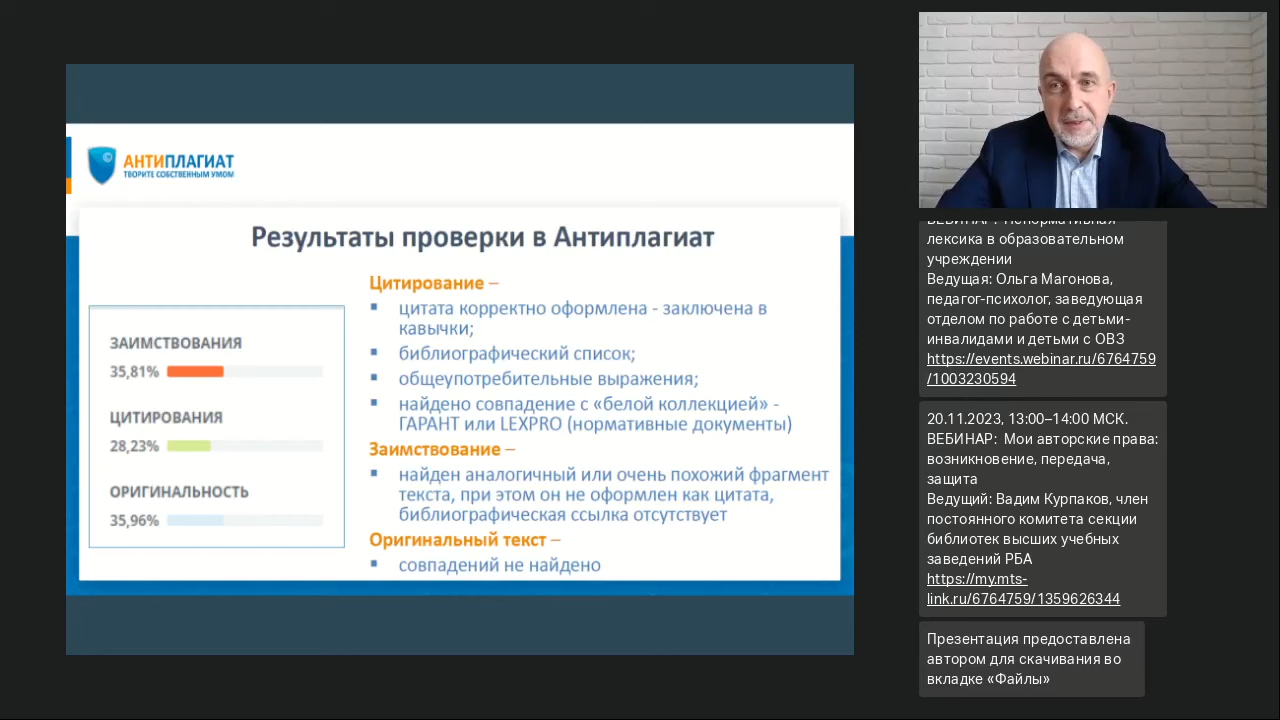 АНТИПЛАГИАТ
ТВОРИТЕ СОБСТВЕННЫМ УМОМ
Результаты проверки в Антиплагиат
ЗАИМСТВОВАНИЯ
35,81%
ЦИТИРОВАНИЯ
28,23%
ОРИГИНАЛЬНОСТЬ
35,96%
Цитирование –
▪ цитата корректно оформлена - заключена в
кавычки;
▪ библиографический список;
▪ общеупотребительные выражения;
▪ найдено совпадение с «белой коллекцией» -
ГАРАНТ или LEXPRO (нормативные документы)
Заимствование –
▪ найден аналогичный или очень похожий фрагмент
текста, при этом он не оформлен как цитата,
библиографическая ссылка отсутствует
Оригинальный текст –
▪ совпадений не найдено
ВЕБИНАР: Ненормативная
лексика в образовательном
учреждении
Ведущая: Ольга Магонова,
педагог-психолог, заведующая
отделом по работе с детьми-
инвалидами и детьми с ОВЗ
https://events.webinar.ru/6764759
/1003230594
20.11.2023, 13:00–14:00 МСК.
ВЕБИНАР: Мои авторские права:
возникновение, передача,
защита
Ведущий: Вадим Курпаков, член
постоянного комитета секции
библиотек высших учебных
заведений РБА
https://my.mts-
link.ru/6764759/1359626344
Презентация предоставлена
автором для скачивания во
вкладке «Файлы»